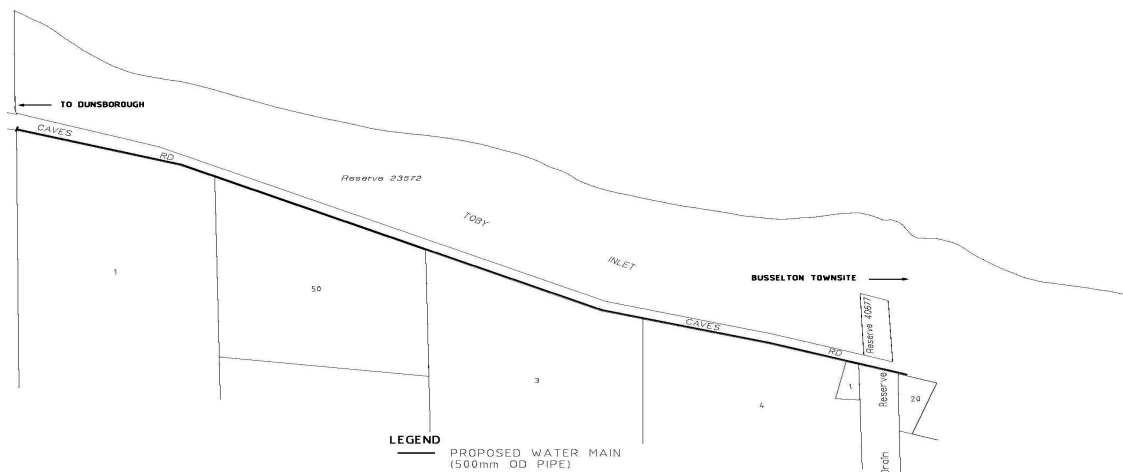 TO DUNSBOROUGH
CAVES RD
Reserve 23572
TOBY INLET
BUSSELTON TOWNSITE
1
50
3
CAVES RD
4
Reserve 40677
1
Drain Reserve
20
LEGEND
PROPOSED WATER MAIN
(500mm OD PIPE)